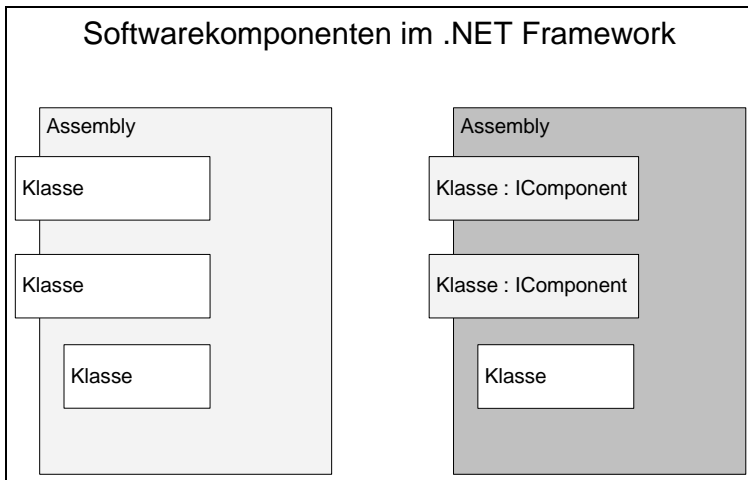 Softwarekomponenten im .NET Framework
Assembly
Klasse
Klasse
Klasse
Assembly
Klasse : IComponent
Klasse : IComponent
Klasse